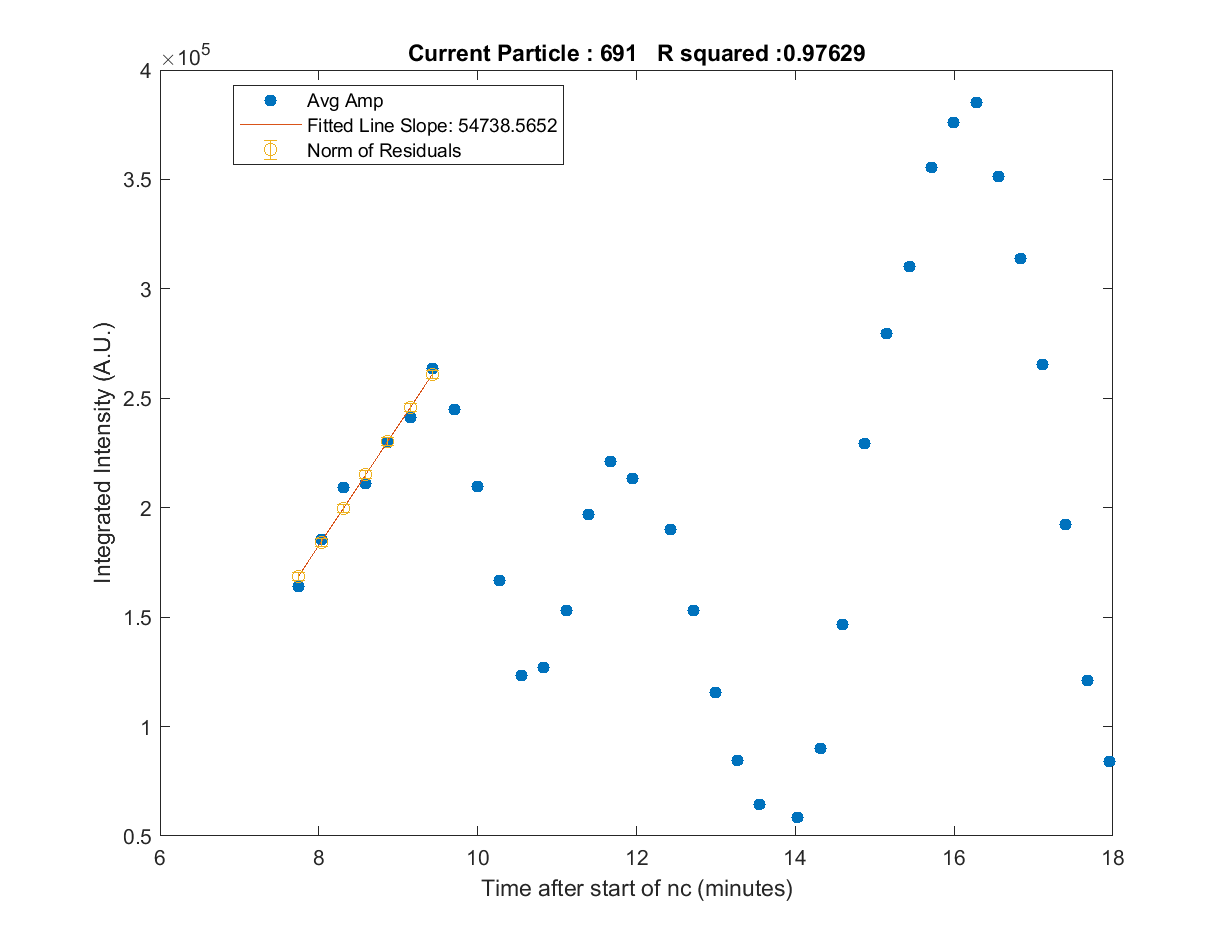 Current Particle : 691 R squared :0.97629
×10^5
Avg Amp
Fitted Line Slope: 54738.5652
Norm of Residuals
4
3.5
3
2.5
2
1.5
1
0.5
Integrated Intensity (A.U.)
6 8 10 12 14 16 18
Time after start of nc (minutes)